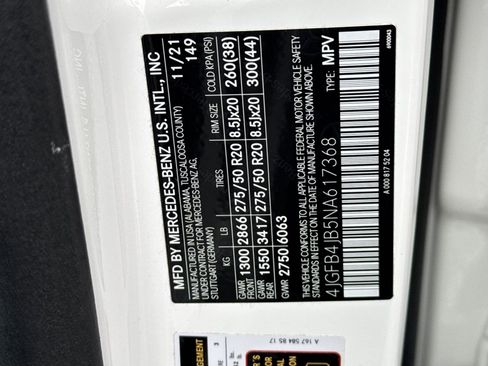 MFD BY MERCEDES-BENZ U.S. INTL., INC
MANUFACTURED IN USA (ALABAMA, TUSCALOOSA COUNTY) 11/21
UNDER CONTRACT FOR MERCEDES-BENZ AG, 149
STUTTGART (GERMANY)
KG LB TIRES RIM SIZE COLD KPA (PSI)
GAWR FRONT 1300 2860 275/50 R20 8.5Jx20 260(38)
GAWR REAR 1550 3417 275/50 R20 8.5Jx20 300(44)
GVWR 2750 6063
THIS VEHICLE CONFORMS TO ALL APPLICABLE FEDERAL MOTOR VEHICLE SAFETY
STANDARDS IN EFFECT ON THE DATE OF MANUFACTURE SHOWN ABOVE.
4JGFB4JB5NA617368 MPV
A 000 817 52 04
A 167 584 85 17